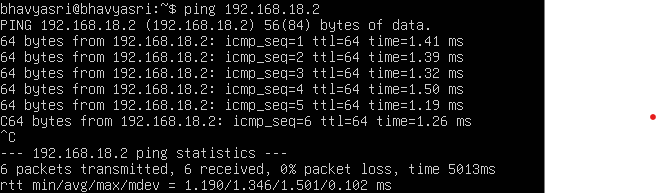 bhavyasri@bhavyasri:~$ ping 192.168.18.2
PING 192.168.18.2 (192.168.18.2) 56(84) bytes of data.
64 bytes from 192.168.18.2: icmp_seq=1 ttl=64 time=1.41 ms
64 bytes from 192.168.18.2: icmp_seq=2 ttl=64 time=1.39 ms
64 bytes from 192.168.18.2: icmp_seq=3 ttl=64 time=1.32 ms
64 bytes from 192.168.18.2: icmp_seq=4 ttl=64 time=1.50 ms
64 bytes from 192.168.18.2: icmp_seq=5 ttl=64 time=1.19 ms
C64 bytes from 192.168.18.2: icmp_seq=6 ttl=64 time=1.26 ms
^C
--- 192.168.18.2 ping statistics ---
6 packets transmitted, 6 received, 0% packet loss, time 5013ms
rtt min/avg/max/mdev = 1.190/1.346/1.501/0.102 ms